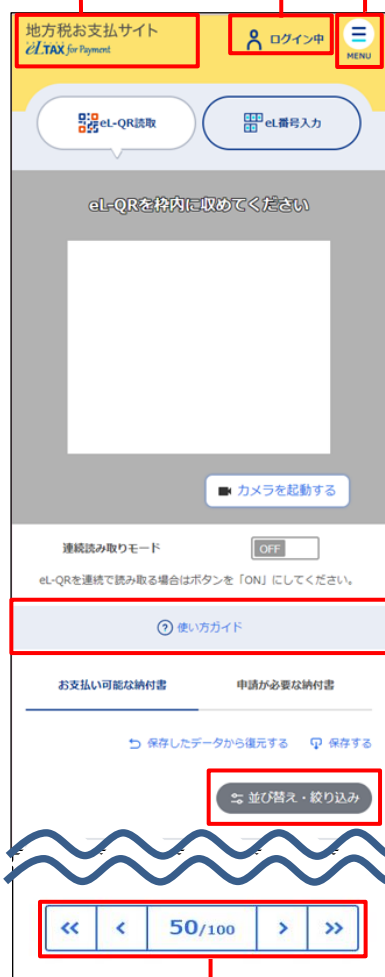 地方税お支払サイト
eLTAX for Payment
ログイン中
MENU
eL-QR読取
eL番号入力
eL-QRを枠内に収めてください
カメラを起動する
連続読み取りモード
OFF
eL-QRを連続で読み取る場合はボタンを「ON」にしてください。
? 使い方ガイド
お支払い可能な納付書
申請が必要な納付書
保存したデータから復元する
保存する
並び替え・絞り込み
<< < 50/100 > >>